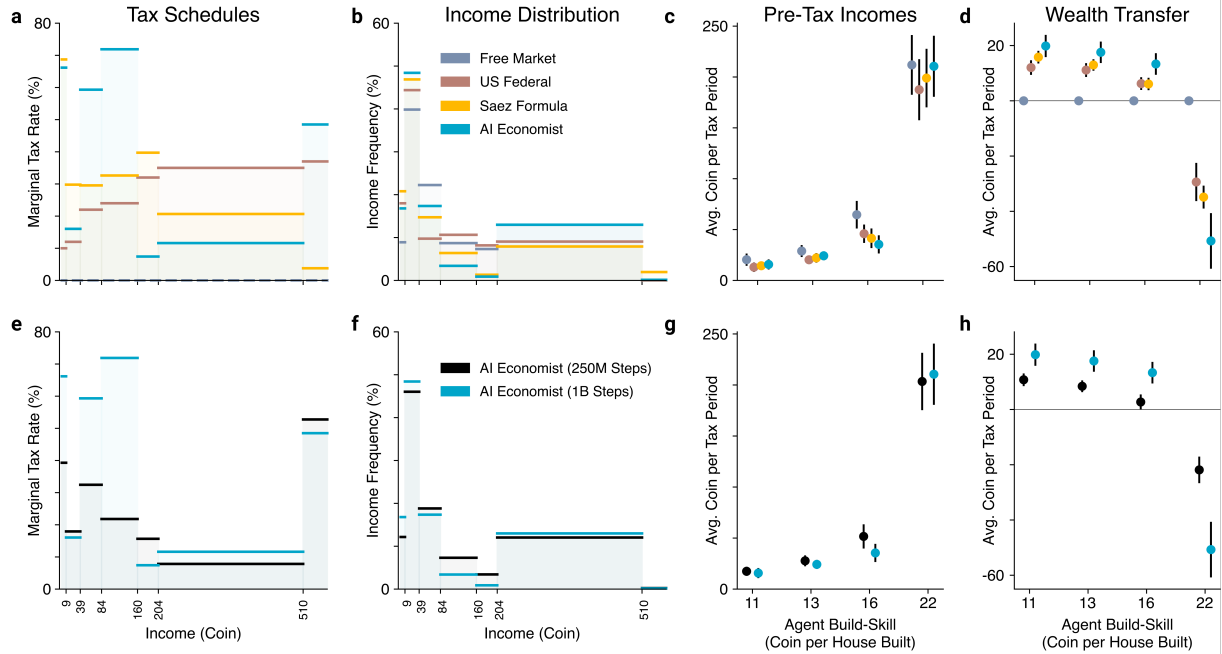 a Tax Schedules
80
0
Marginal Tax Rate (%)
b Income Distribution
60
0
Income Frequency (%)
Free Market
US Federal
Saez Formula
AI Economist
c Pre-Tax Incomes
250
0
Avg. Coin per Tax Period
d Wealth Transfer
20
-60
Avg. Coin per Tax Period
e
80
0
Marginal Tax Rate (%)
9 39 84 160 204 510
Income (Coin)
f
60
0
Income Frequency (%)
AI Economist (250M Steps)
AI Economist (1B Steps)
9 39 84 160 204 510
Income (Coin)
g
250
0
Avg. Coin per Tax Period
11 13 16 22
Agent Build-Skill
(Coin per House Built)
h
20
-60
Avg. Coin per Tax Period
11 13 16 22
Agent Build-Skill
(Coin per House Built)